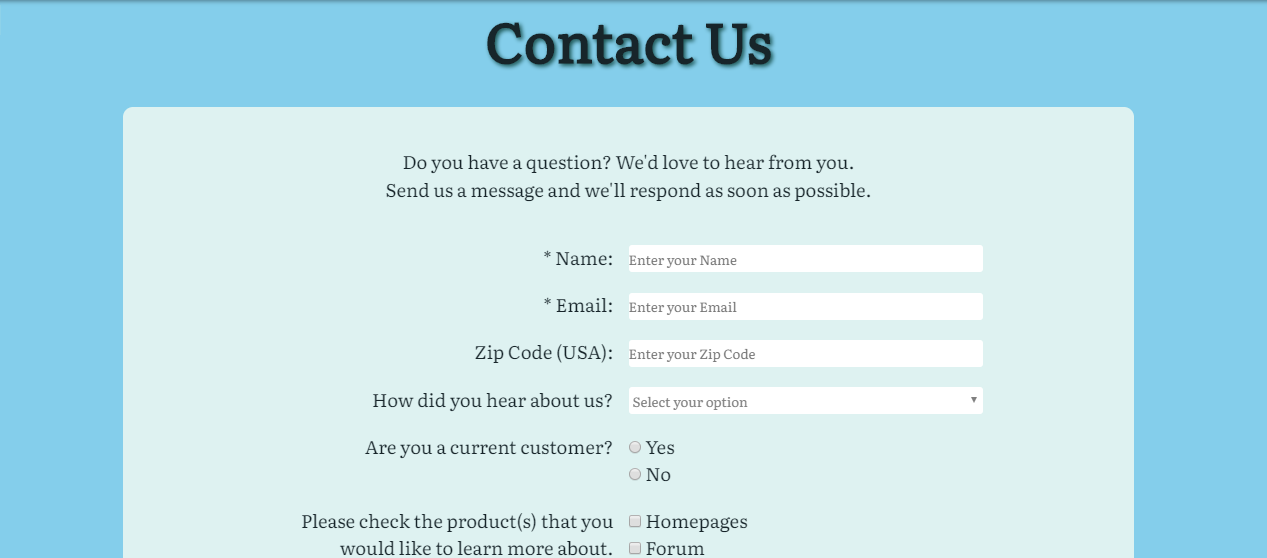 Contact Us
Do you have a question? We'd love to hear from you.
Send us a message and we'll respond as soon as possible.
* Name: Enter your Name
* Email: Enter your Email
Zip Code (USA): Enter your Zip Code
How did you hear about us? Select your option
Are you a current customer? Yes
No
Please check the product(s) that you Homepages
would like to learn more about. Forum